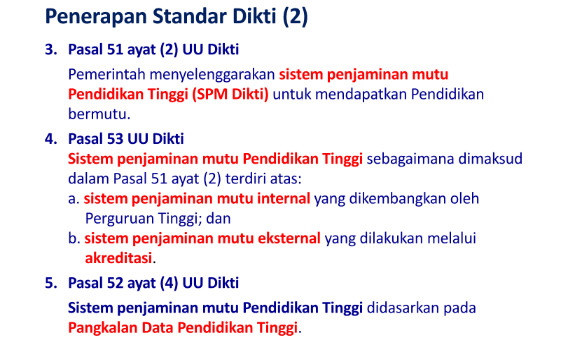 Penerapan Standar Dikti (2)
3. Pasal 51 ayat (2) UU Dikti
Pemerintah menyelenggarakan sistem penjaminan mutu
Pendidikan Tinggi (SPM Dikti) untuk mendapatkan Pendidikan
bermutu.
4. Pasal 53 UU Dikti
Sistem penjaminan mutu Pendidikan Tinggi sebagaimana dimaksud
dalam Pasal 51 ayat (2) terdiri atas:
a. sistem penjaminan mutu internal yang dikembangkan oleh
Perguruan Tinggi; dan
b. sistem penjaminan mutu eksternal yang dilakukan melalui
akreditasi.
5. Pasal 52 ayat (4) UU Dikti
Sistem penjaminan mutu Pendidikan Tinggi didasarkan pada
Pangkalan Data Pendidikan Tinggi.